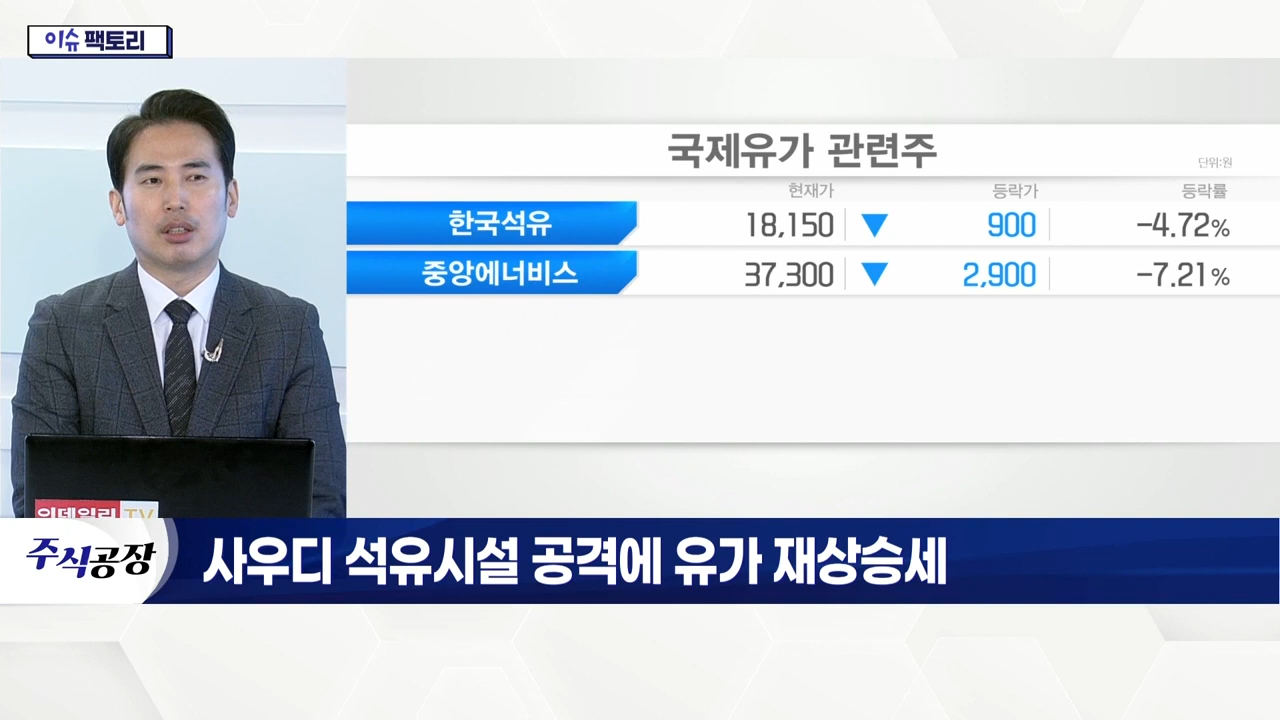 이슈 팩토리
국제유가 관련주
단위:원
현재가 등락가 등락률
한국석유 18,150 ▼ 900 -4.72%
중앙에너비스 37,300 ▼ 2,900 -7.21%
이데일리 TV
주식공장
사우디 석유시설 공격에 유가 재상승세